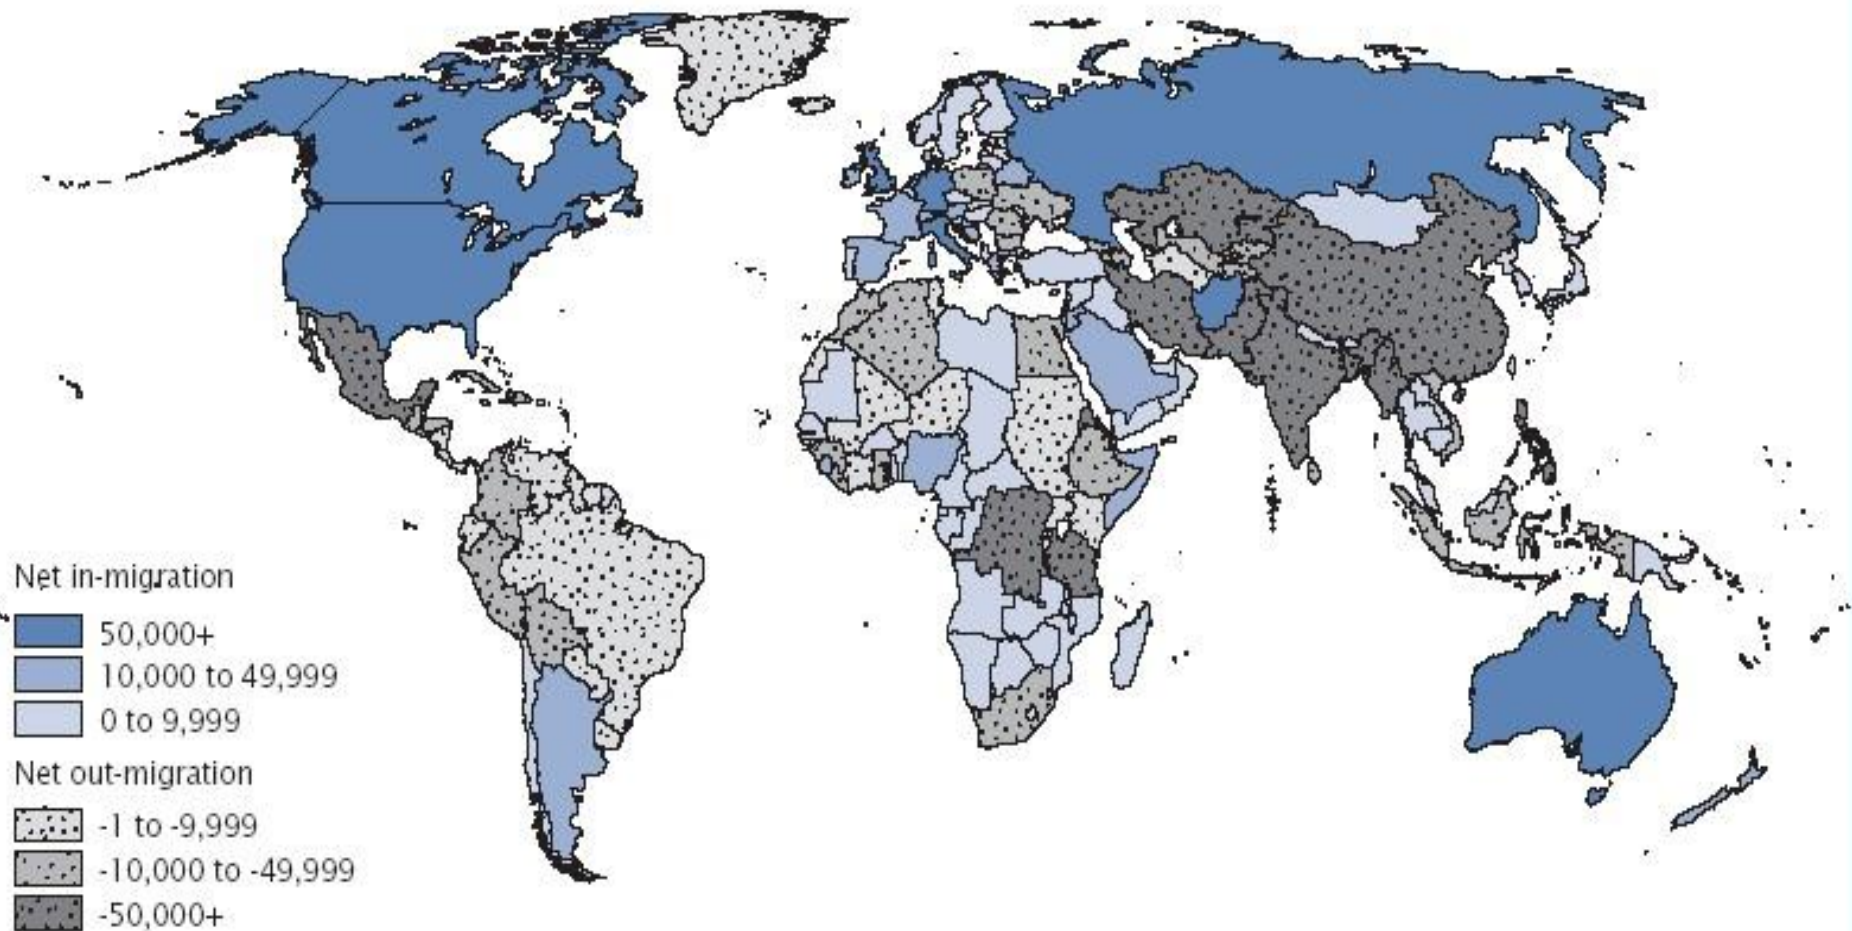 Net in-migration
50,000+
10,000 to 49,999
0 to 9,999
Net out-migration
-1 to -9,999
-10,000 to -49,999
-50,000+